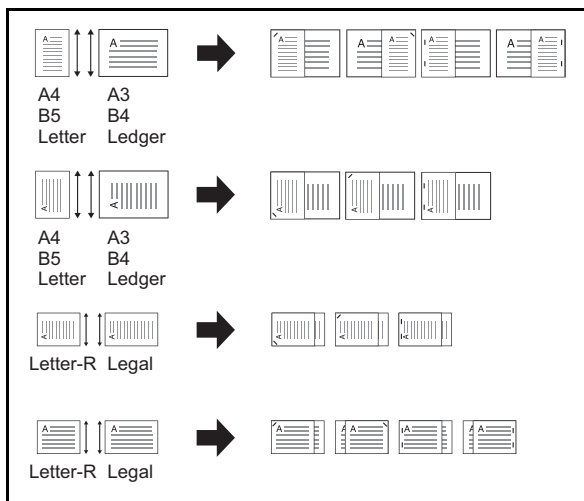 A A A A A A
A4 A3
B5 B4
Letter Ledger
A A A A A
A4 A3
B5 B4
Letter Ledger
A A A A A
Letter-R Legal
A A A A A A A A
Letter-R Legal